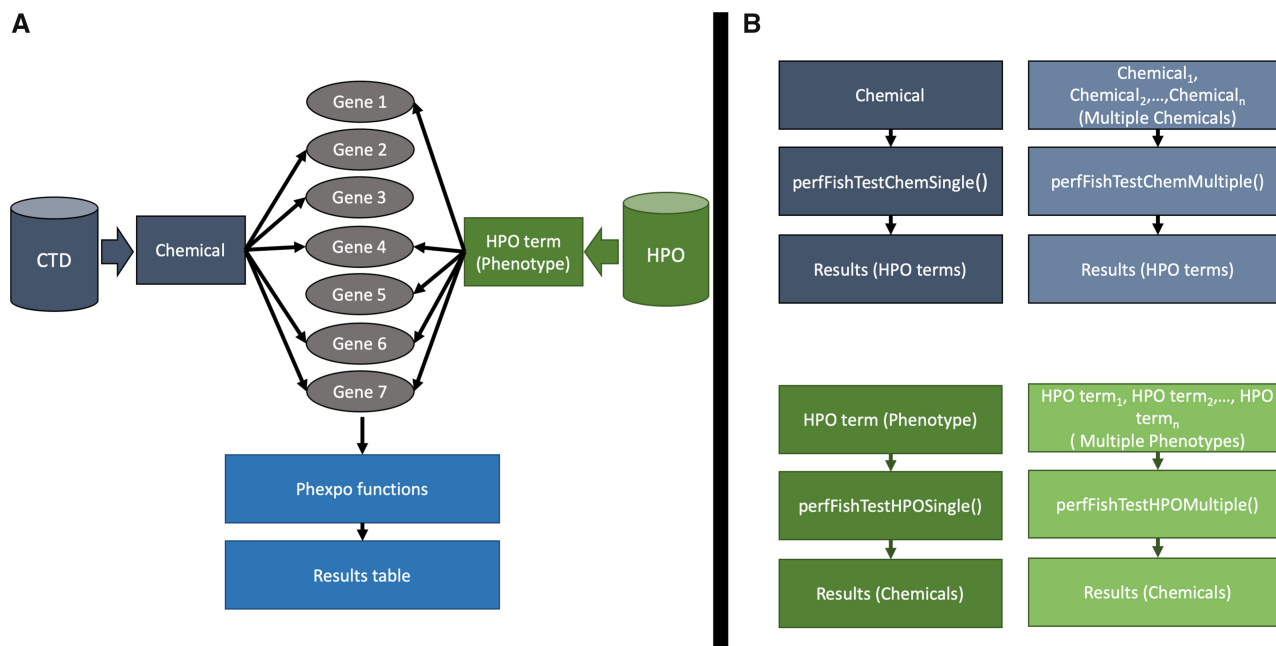 A
Gene 1
Gene 2
Gene 3
Gene 4
Gene 5
Gene 6
Gene 7
CTD
Chemical
HPO term
(Phenotype)
HPO
Phexpo functions
Results table
B
Chemical
perfFishTestChemSingle()
Results (HPO terms)
Chemical₁,
Chemical₂,...,Chemicalₙ
(Multiple Chemicals)
perfFishTestChemMultiple()
Results (HPO terms)
HPO term (Phenotype)
perfFishTestHPOSingle()
Results (Chemicals)
HPO term₁, HPO term₂,..., HPO
termₙ
( Multiple Phenotypes)
perfFishTestHPOMultiple()
Results (Chemicals)